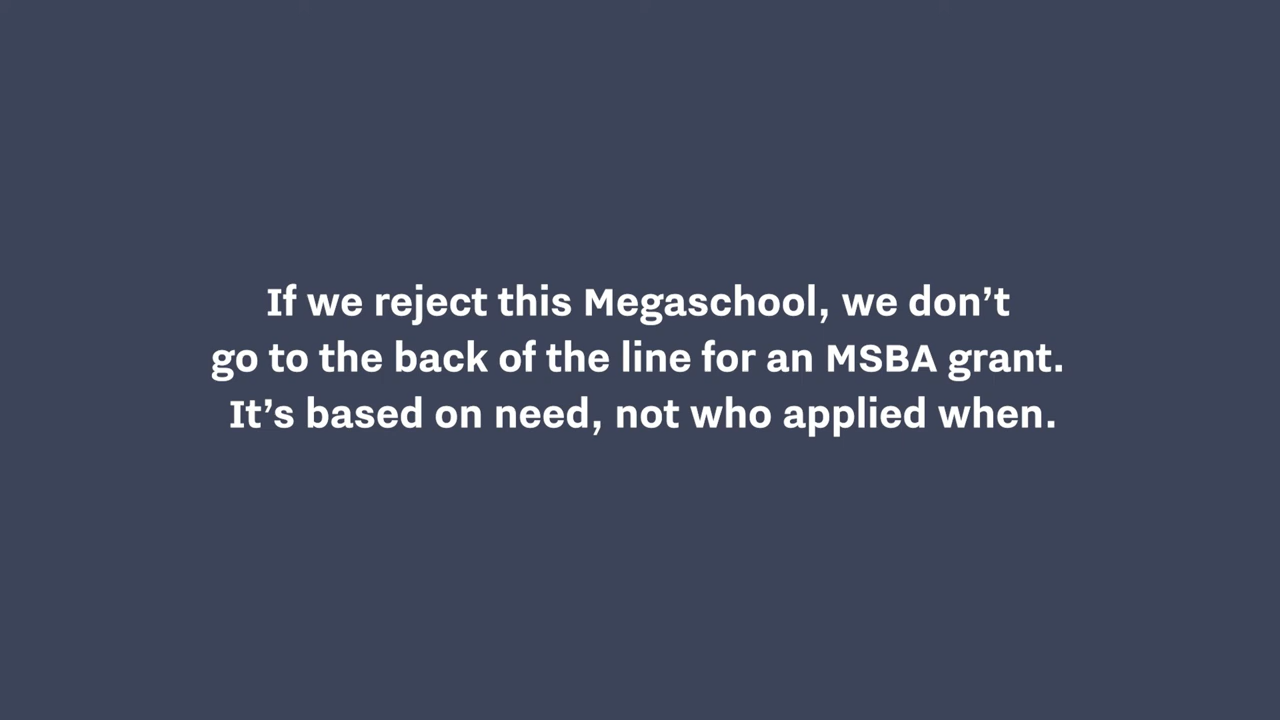 If we reject this Megaschool, we don’t
go to the back of the line for an MSBA grant.
It’s based on need, not who applied when.